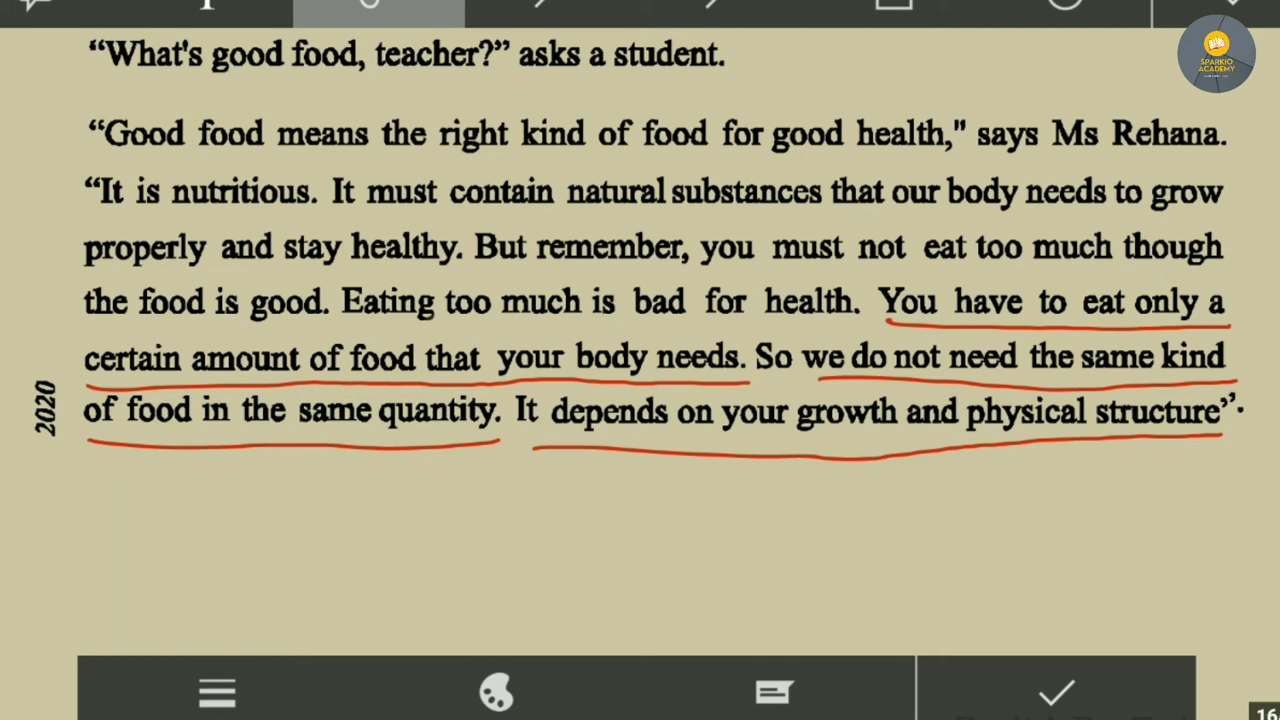 “What's good food, teacher?” asks a student.
“Good food means the right kind of food for good health," says Ms Rehana.
“It is nutritious. It must contain natural substances that our body needs to grow
properly and stay healthy. But remember, you must not eat too much though
the food is good. Eating too much is bad for health. You have to eat only a
certain amount of food that your body needs. So we do not need the same kind
of food in the same quantity. It depends on your growth and physical structure”.
2020
SPARKIO
ACADEMY
16